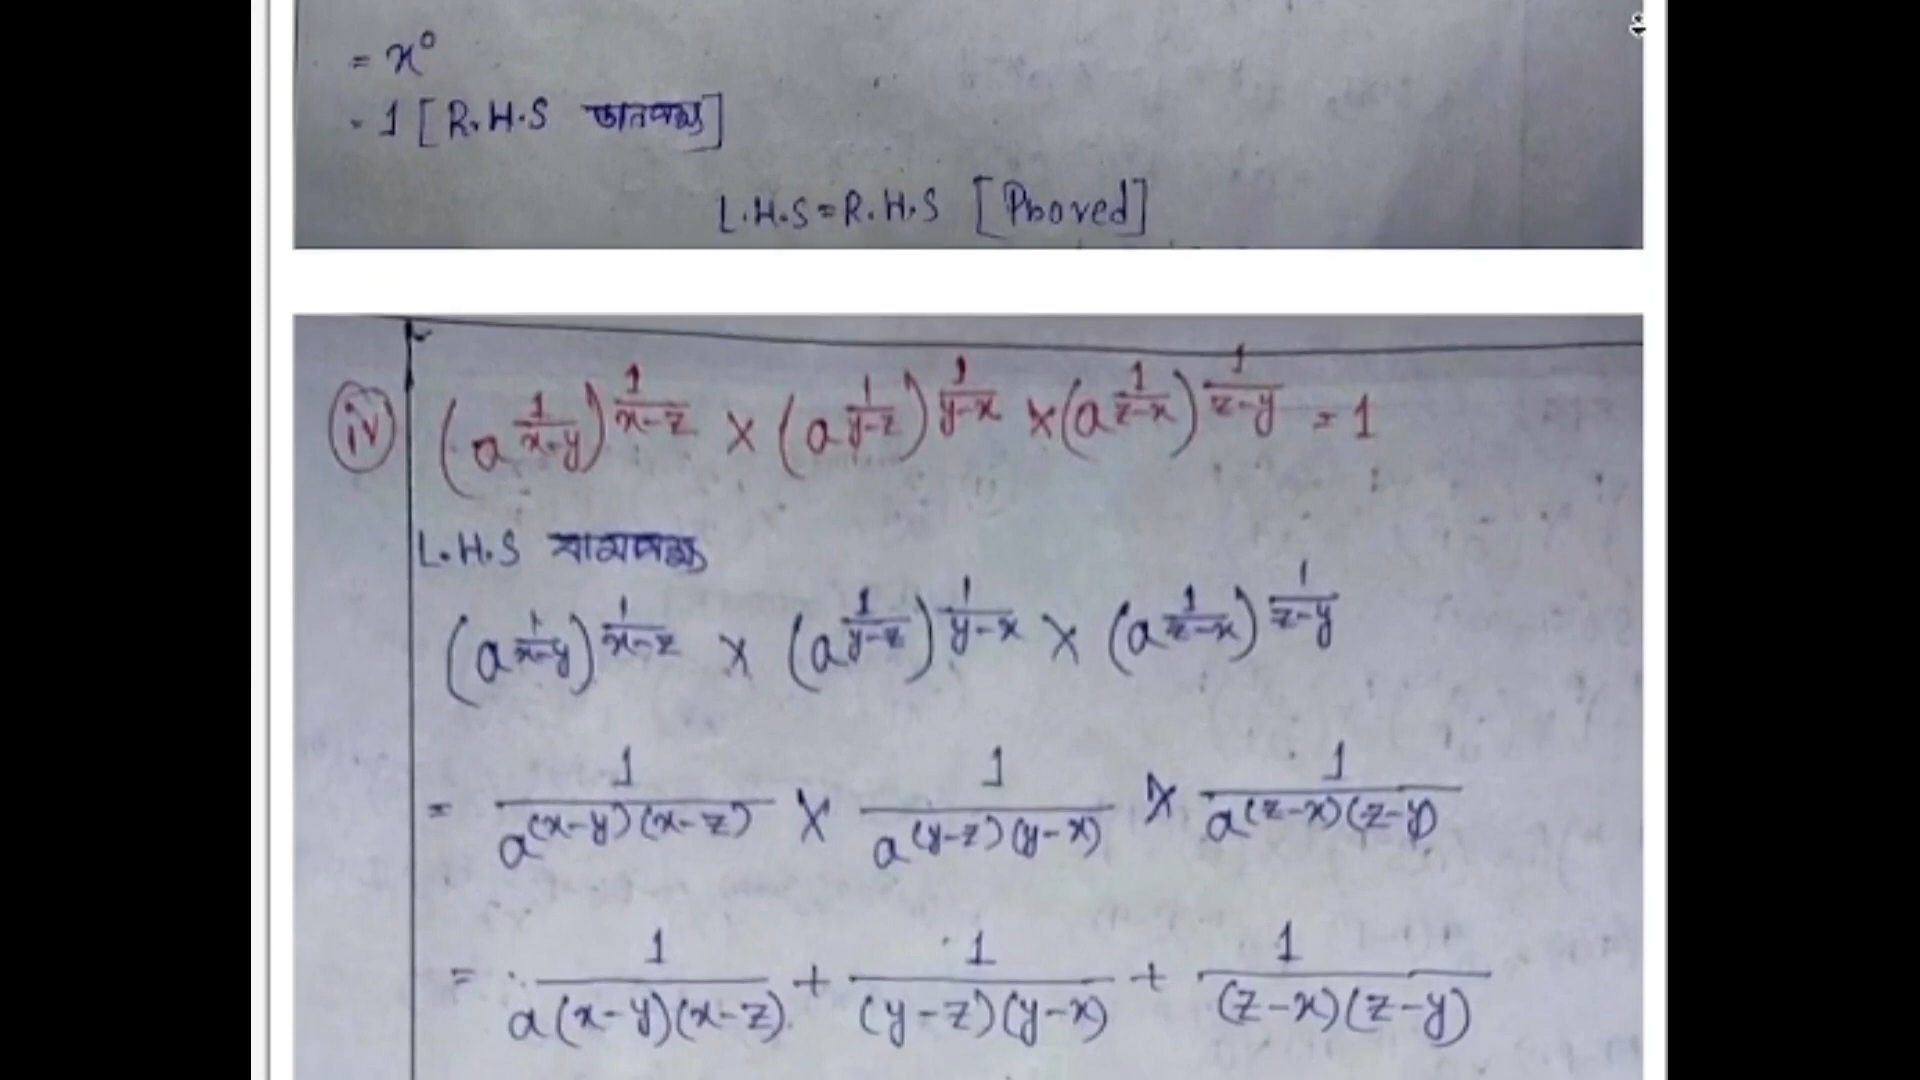 = x⁰
= 1 [R.H.S ডানপক্ষ]
L.H.S = R.H.S [Proved]
(iv) (a^{1/(x-y)})^{1/(x-z)} × (a^{1/(y-z)})^{1/(y-x)} × (a^{1/(z-x)})^{1/(z-y)} = 1
L.H.S বামপক্ষ
(a^{1/(x-y)})^{1/(x-z)} × (a^{1/(y-z)})^{1/(y-x)} × (a^{1/(z-x)})^{1/(z-y)}
= 1/a^{(x-y)(x-z)} × 1/a^{(y-z)(y-x)} × 1/a^{(z-x)(z-y)}
= 1/a(x-y)(x-z) + 1/(y-z)(y-x) + 1/(z-x)(z-y)